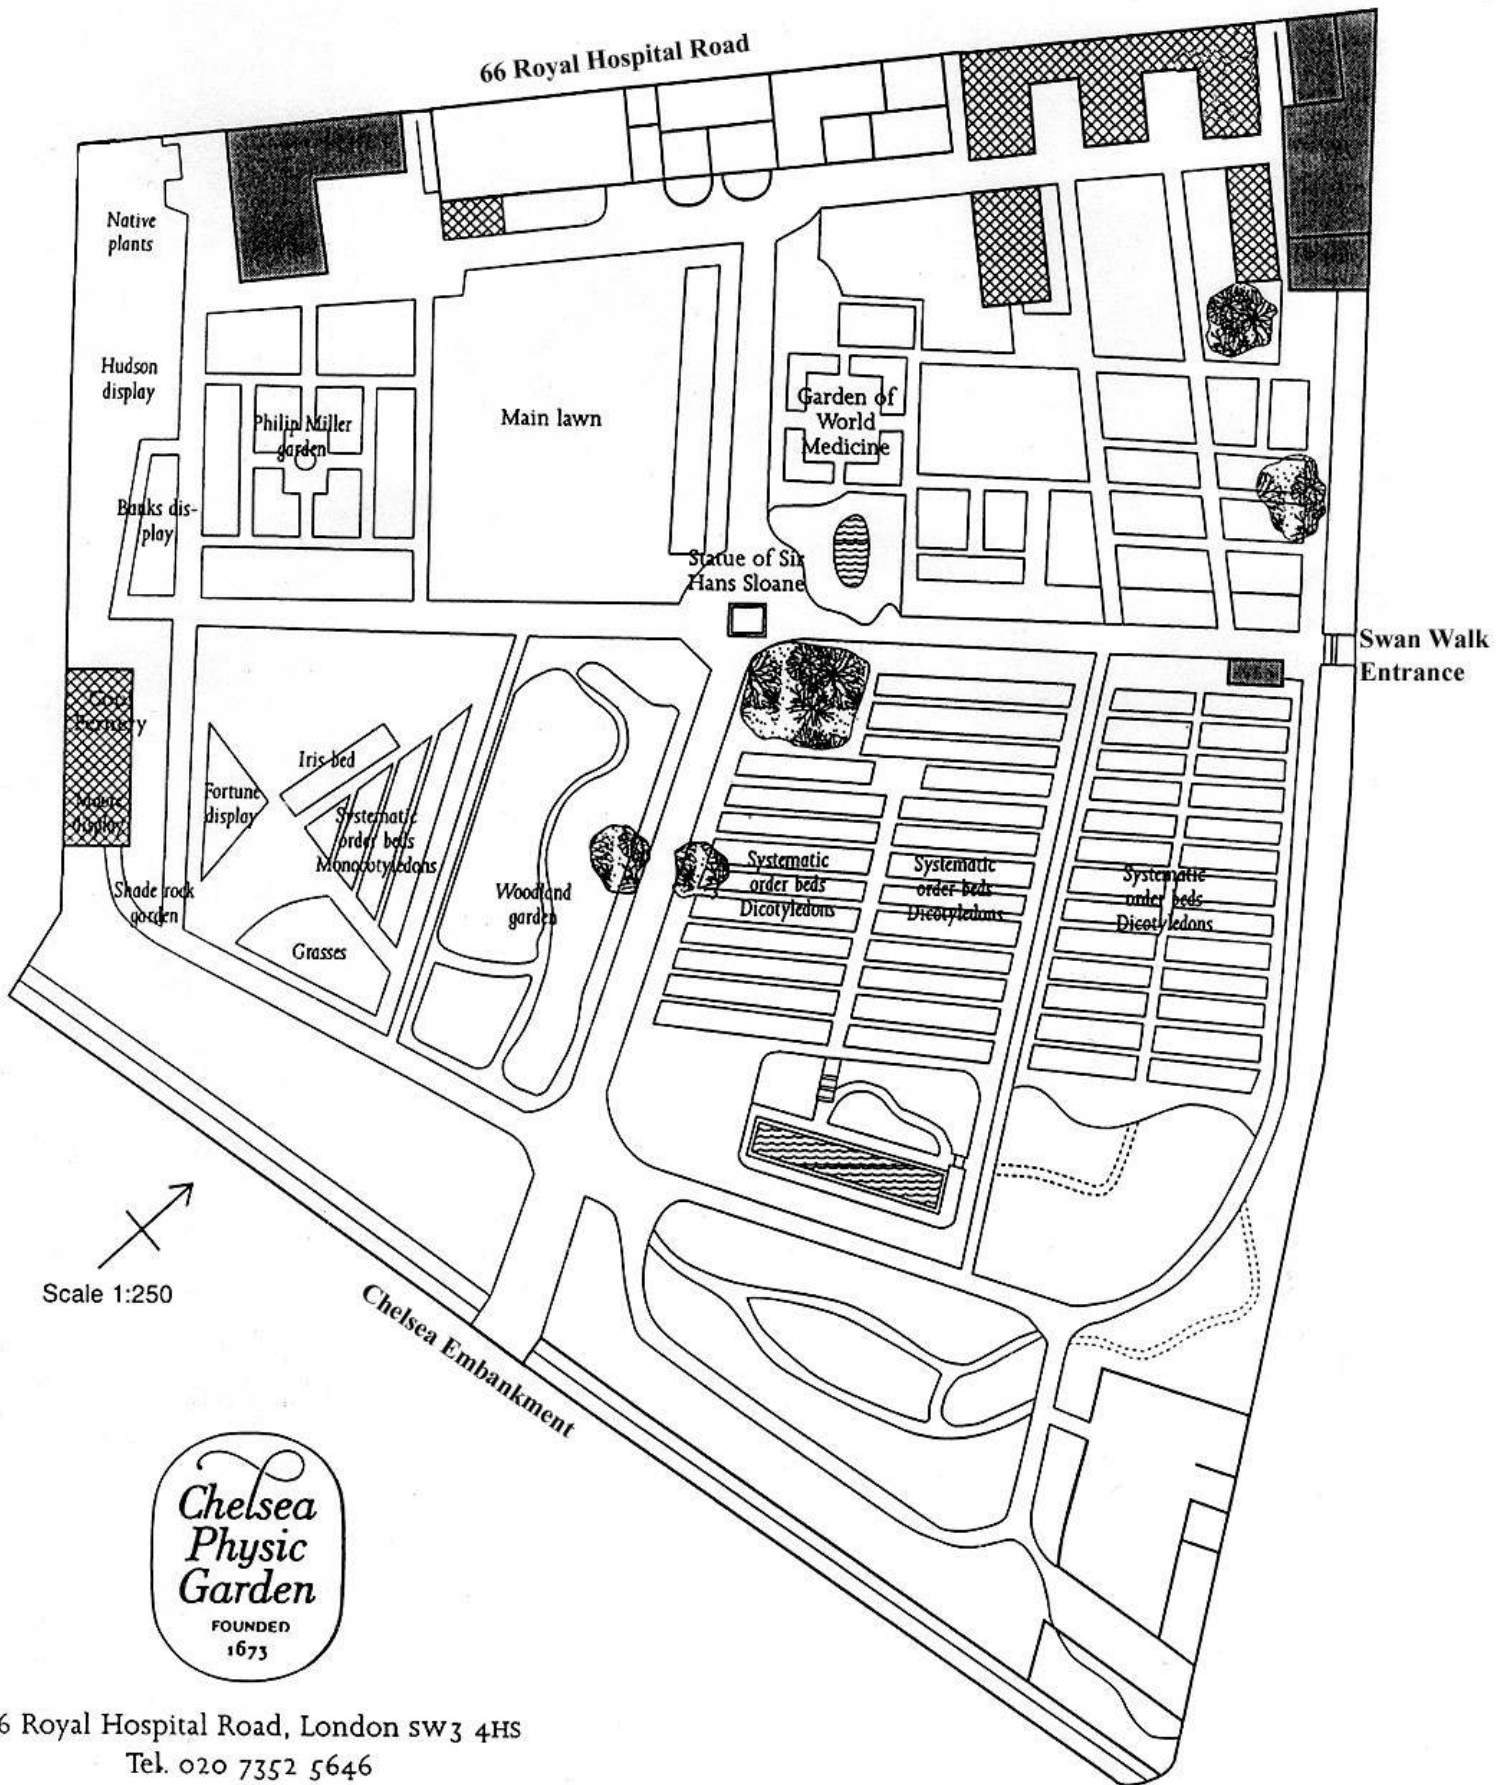 66 Royal Hospital Road
Native
plants
Hudson
display
Philip Miller
garden
Main lawn
Garden of
World
Medicine
Banks dis-
play
Statue of Sir
Hans Sloane
Swan Walk
Entrance
Fernery
Iris bed
Fortune
display
Systematic
order beds
Monocotyledons
display
Shade rock
garden
Woodland
garden
Systematic
order beds
Dicotyledons
Systematic
order beds
Dicotyledons
Systematic
order beds
Dicotyledons
Grasses
Scale 1:250
Chelsea Embankment
Chelsea
Physic
Garden
FOUNDED
1673
6 Royal Hospital Road, London SW3 4HS
Tel. 020 7352 5646